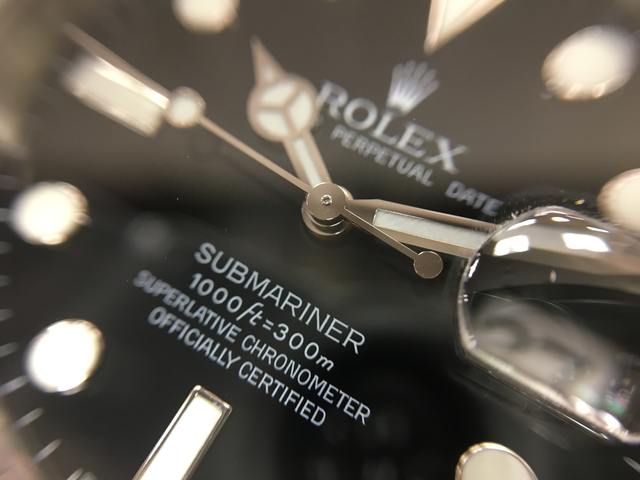 ROLEX
PERPETUAL DATE
SUBMARINER
1000ft=300m
SUPERLATIVE CHRONOMETER
OFFICIALLY CERTIFIED